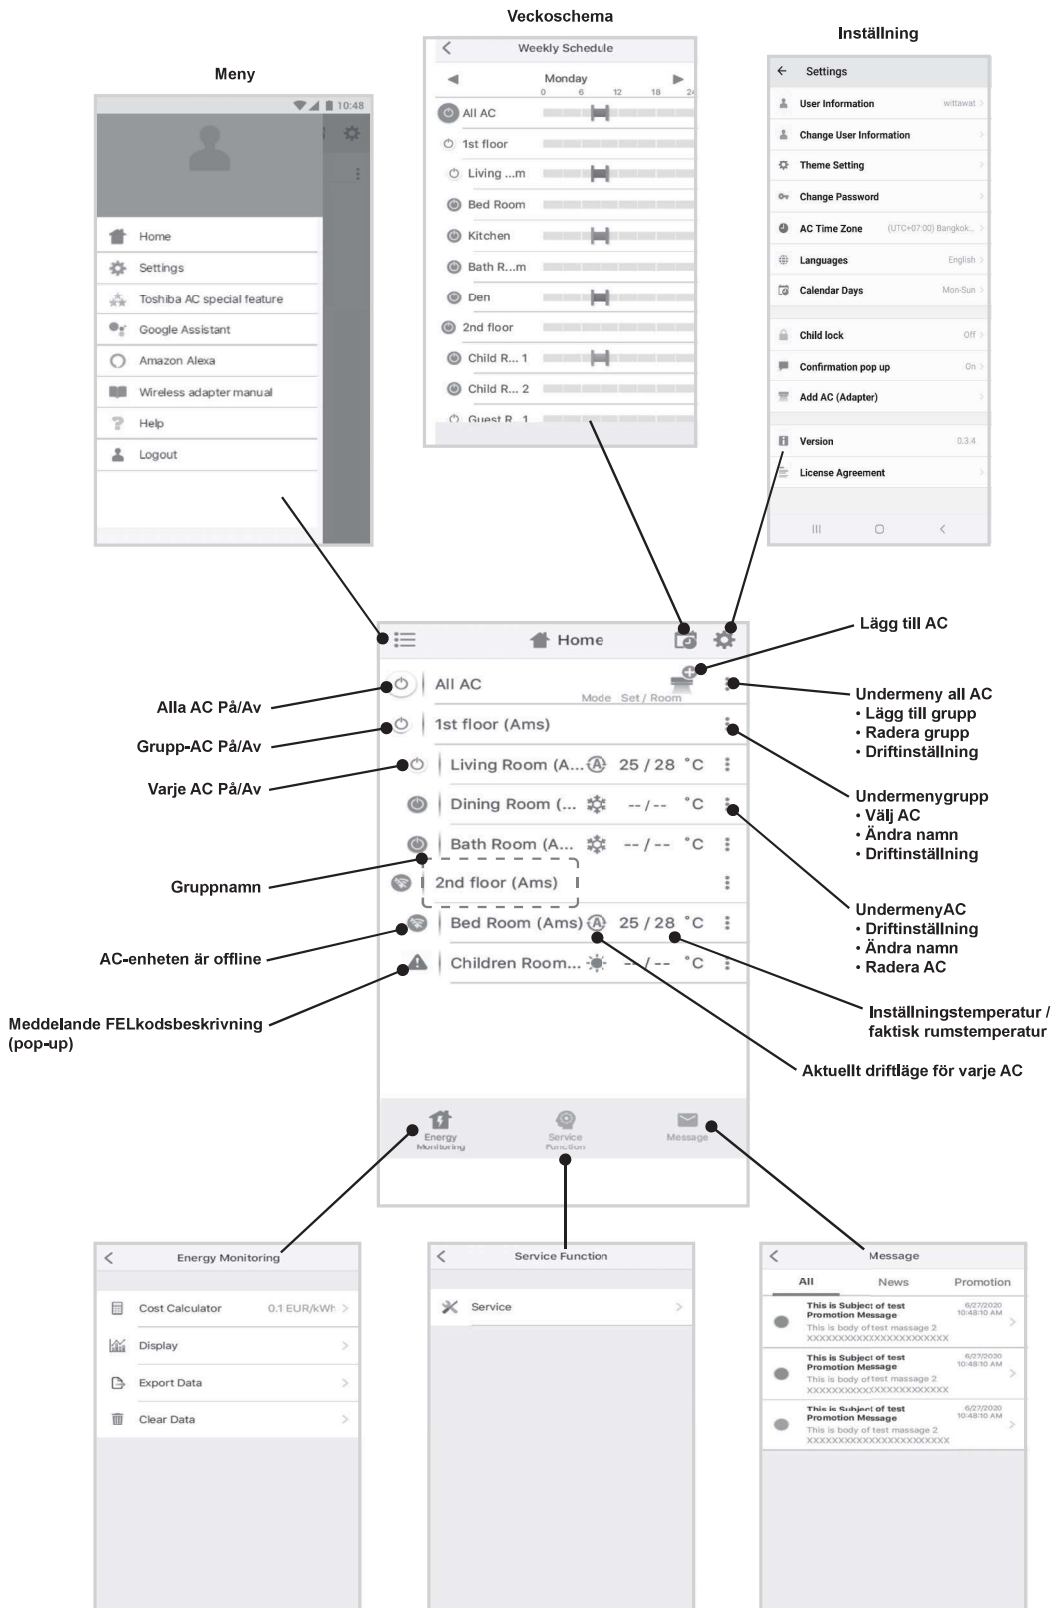 Veckoschema
Inställning
Meny
10:48
Home
Settings
Toshiba AC special feature
Google Assistant
Amazon Alexa
Wireless adapter manual
Help
Logout
Weekly Schedule
Monday
0 6 12 18 24
All AC
1st floor
Living ...m
Bed Room
Kitchen
Bath R...m
Den
2nd floor
Child R... 1
Child R... 2
Guest R 1
Settings
User Information wittawat
Change User Information
Theme Setting
Change Password
AC Time Zone (UTC+07:00) Bangkok...
Languages English
Calendar Days Mon-Sun
Child lock Off
Confirmation pop up On
Add AC (Adapter)
Version 0.3.4
License Agreement
Home
All AC
Mode Set / Room
1st floor (Ams)
Living Room (A... A 25 / 28 °C
Dining Room (... -- / -- °C
Bath Room (A... -- / -- °C
2nd floor (Ams)
Bed Room (Ams) A 25 / 28 °C
Children Room... -- / -- °C
Energy Monitoring
Service Function
Message
Alla AC På/Av
Grupp-AC På/Av
Varje AC På/Av
Gruppnamn
AC-enheten är offline
Meddelande FELkodsbeskrivning
(pop-up)
Lägg till AC
Undermeny all AC
• Lägg till grupp
• Radera grupp
• Driftinställning
Undermenygrupp
• Välj AC
• Ändra namn
• Driftinställning
UndermenyAC
• Driftinställning
• Ändra namn
• Radera AC
Inställningstemperatur /
faktisk rumstemperatur
Aktuellt driftläge för varje AC
Energy Monitoring
Cost Calculator 0.1 EUR/kWh
Display
Export Data
Clear Data
Service Function
Service
Message
All News Promotion
This is Subject of test 6/27/2020
Promotion Message 10:48:10 AM
This is body of test massage 2
XXXXXXXXXXXXXXXXXXXXXXXX
This is Subject of test 6/27/2020
Promotion Message 10:48:10 AM
This is body of test massage 2
XXXXXXXXXXXXXXXXXXXXXXXX
This is Subject of test 6/27/2020
Promotion Message 10:48:10 AM
This is body of test massage 2
XXXXXXXXXXXXXXXXXXXXXXXX